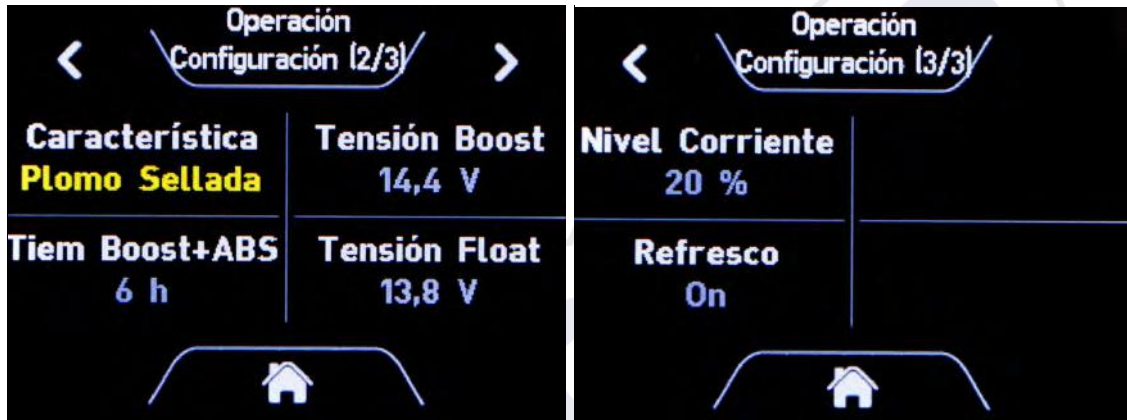 Operación
Configuración (2/3)
Característica
Plomo Sellada
Tensión Boost
14,4 V
Tiem Boost+ABS
6 h
Tensión Float
13,8 V
Operación
Configuración (3/3)
Nivel Corriente
20 %
Refresco
On